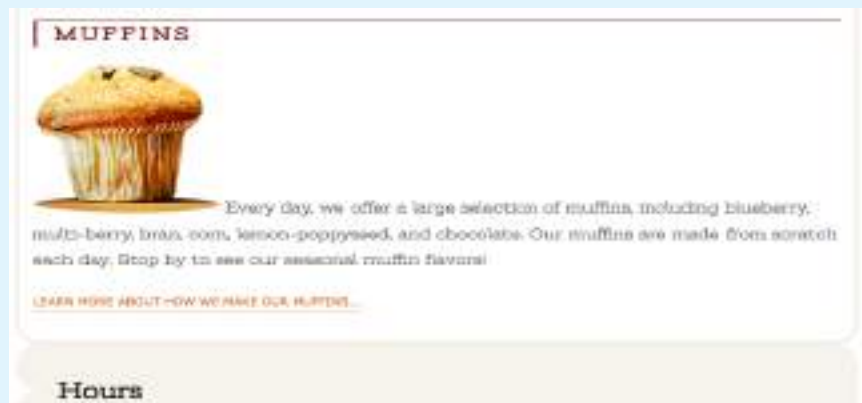 MUFFINS
Every day, we offer a large selection of muffins, including blueberry,
multi-berry, bran, corn, lemon-poppyseed, and chocolate. Our muffins are made from scratch
each day. Stop by to see our seasonal muffin flavors!
LEARN MORE ABOUT HOW WE MAKE OUR MUFFINS...
Hours